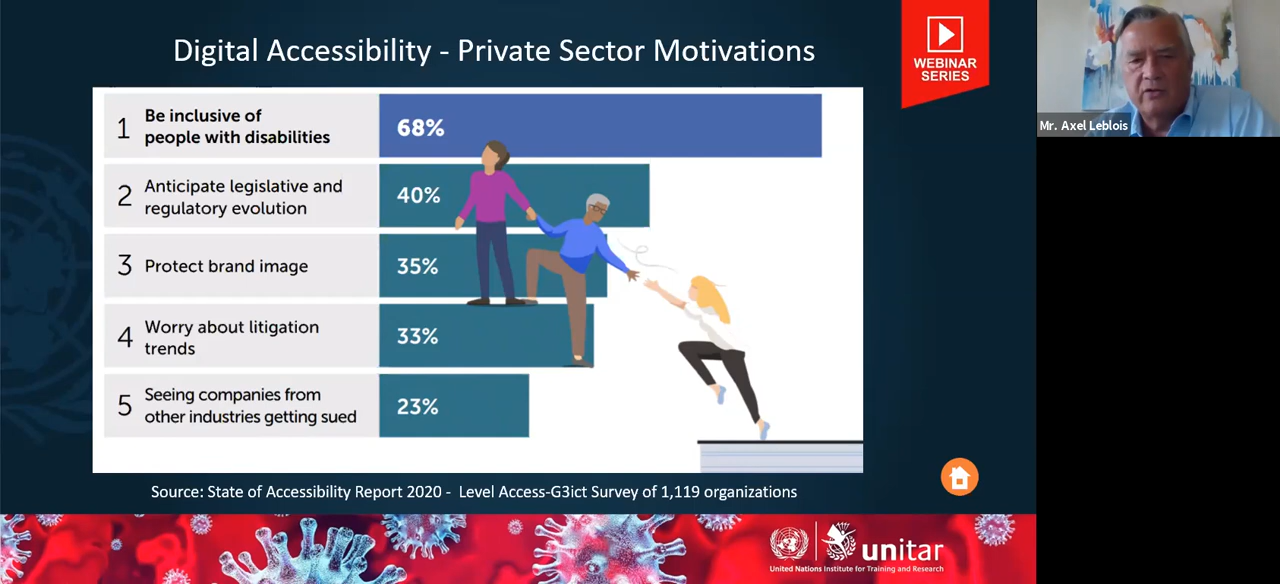 Digital Accessibility - Private Sector Motivations
WEBINAR
SERIES
Mr. Axel Leblois
1
Be inclusive of
people with disabilities
68%
2
Anticipate legislative and
regulatory evolution
40%
3
Protect brand image
35%
4
Worry about litigation
trends
33%
5
Seeing companies from
other industries getting sued
23%
Source: State of Accessibility Report 2020 - Level Access-G3ict Survey of 1,119 organizations
unitar
United Nations Institute for Training and Research